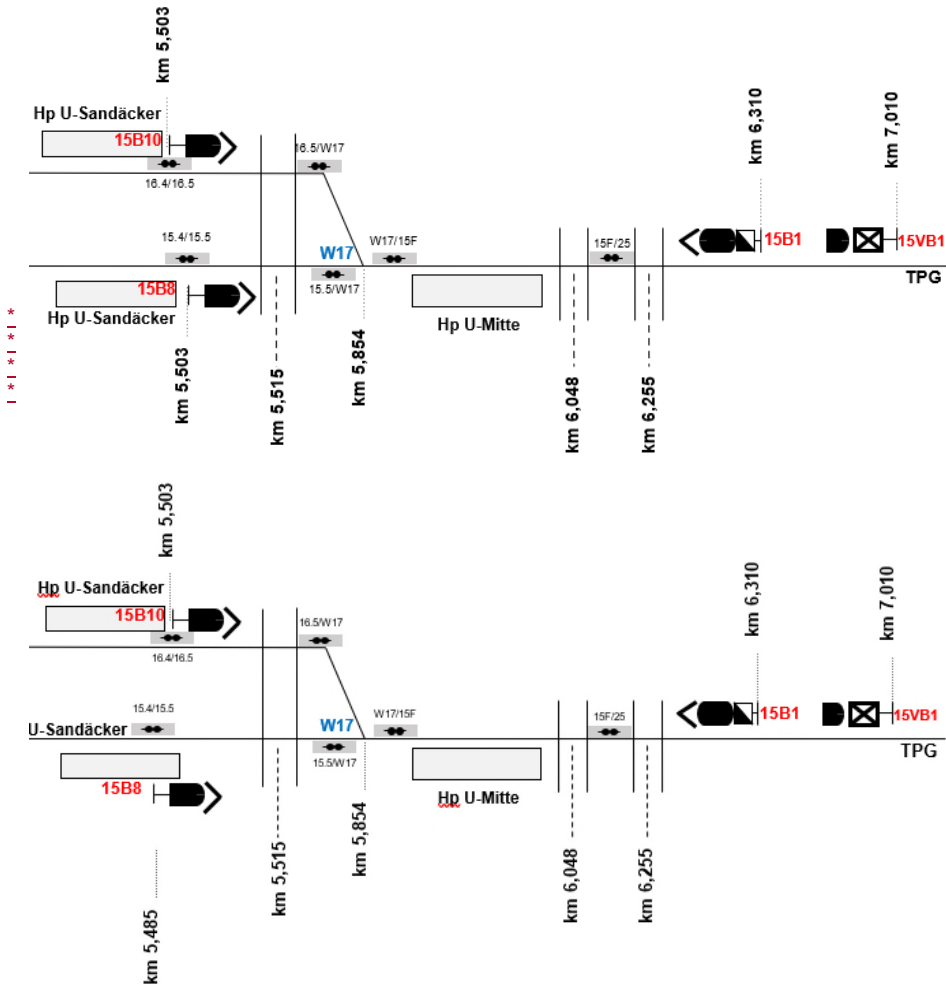 km 5,503
km 6,310
km 7,010
Hp U-Sandäcker
15B10
16.5/W17
16.4/16.5
15.4/15.5
W17
W17/15F
15F/25
15B1
15VB1
TPG
15B8
15.5/W17
Hp U-Sandäcker
Hp U-Mitte
km 5,503
km 5,515
km 5,854
km 6,048
km 6,255
I * I * I * I *
km 5,503
km 6,310
km 7,010
Hp U-Sandäcker
15B10
16.5/W17
16.4/16.5
15.4/15.5
U-Sandäcker
W17
W17/15F
15F/25
15B1
15VB1
TPG
15.5/W17
15B8
Hp U-Mitte
km 5,485
km 5,515
km 5,854
km 6,048
km 6,255